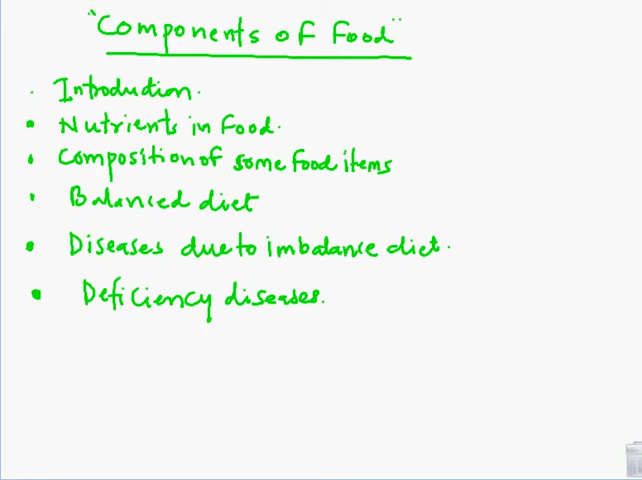 "Components of Food"
· Introdution.
• Nutrients in Food.
• Composition of some food items
• Balanced diet
• Diseases due to imbalance diet.
• Deficiency diseases.